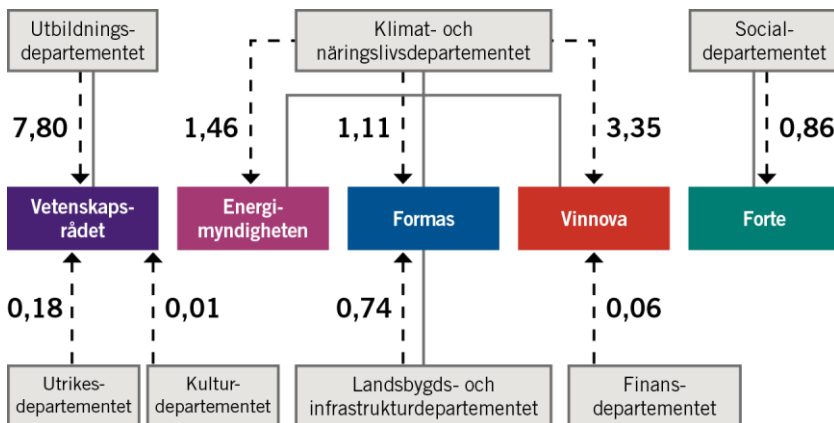 Utbildnings-
departementet
Klimat- och
näringslivsdepartementet
Social-
departementet
7,80
1,46
1,11
3,35
0,86
Vetenskaps-
rådet
Energi-
myndigheten
Formas
Vinnova
Forte
0,18
0,01
0,74
0,06
Utrikes-
departementet
Kultur-
departementet
Landsbygds- och
infrastrukturdepartementet
Finans-
departementet